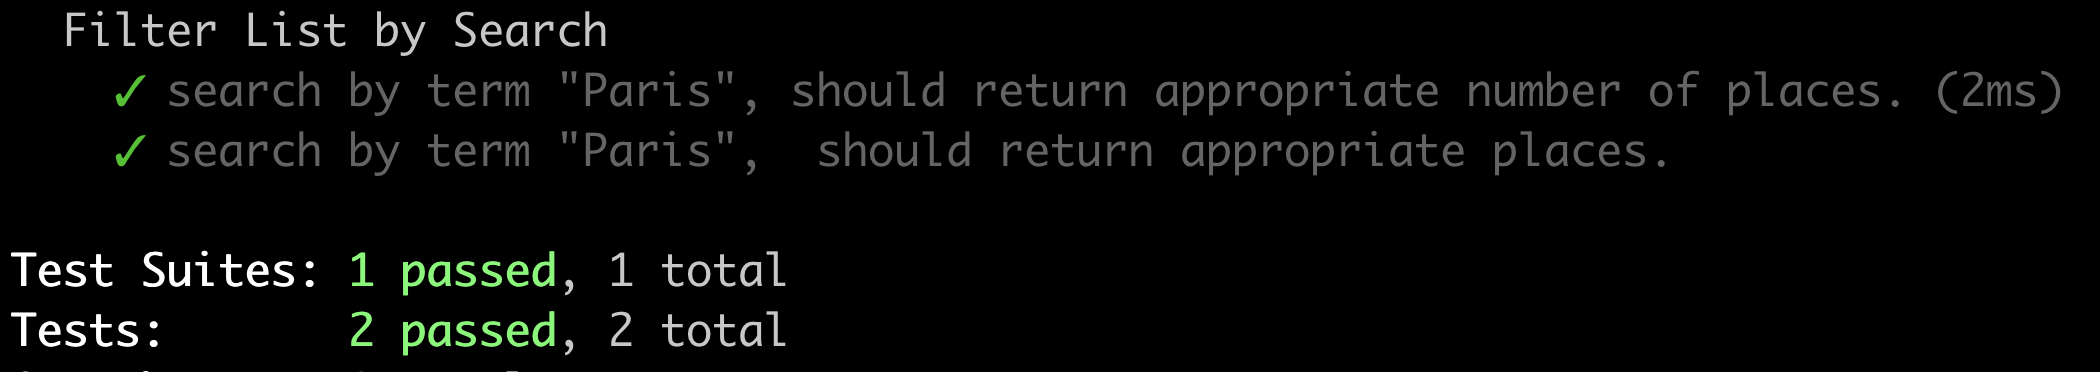 Filter List by Search
✓ search by term "Paris", should return appropriate number of places. (2ms)
✓ search by term "Paris",  should return appropriate places.
Test Suites: 1 passed, 1 total
Tests:       2 passed, 2 total